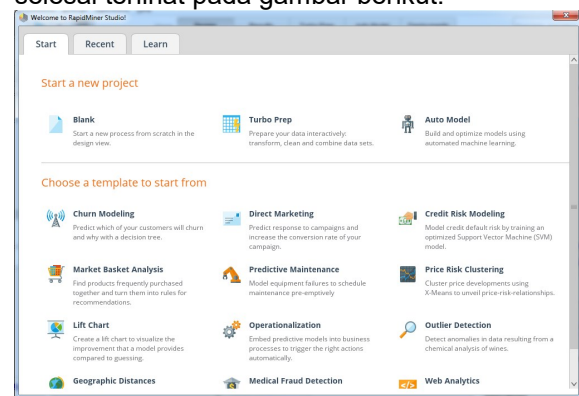 selesai terlihat pada gambar berikut.
Welcome to RapidMiner Studio!
Start Recent Learn
Start a new project
Blank
Start a new process from scratch in the
design view.
Turbo Prep
Prepare your data interactively:
transform, clean and combine data sets.
Auto Model
Build and optimize models using
automated machine learning.
Choose a template to start from
Churn Modeling
Predict which of your customers will churn
and why with a decision tree.
Direct Marketing
Predict response to campaigns and
increase the conversion rate of your
campaign.
Credit Risk Modeling
Model credit default risk by training an
optimized Support Vector Machine (SVM)
model.
Market Basket Analysis
Find products frequently purchased
together and turn them into rules for
recommendations.
Predictive Maintenance
Model equipment failures to schedule
maintenance pre-emptively
Price Risk Clustering
Cluster price developments using
X-Means to unveil price-risk-relationships.
Lift Chart
Create a lift chart to visualize the
improvement that a model provides
compared to guessing.
Operationalization
Embed predictive models into business
processes to trigger the right actions
automatically.
Outlier Detection
Detect anomalies in data resulting from a
chemical analysis of wines.
Geographic Distances
Medical Fraud Detection
Web Analytics